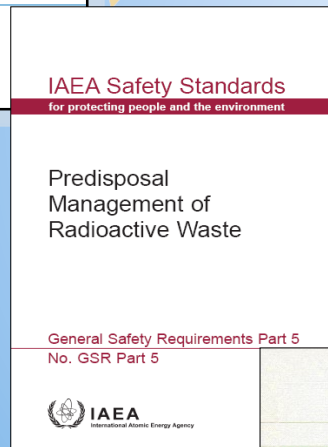 IAEA Safety Standards
for protecting people and the environment
Predisposal
Management of
Radioactive Waste
General Safety Requirements Part 5
No. GSR Part 5
IAEA
International Atomic Energy Agency